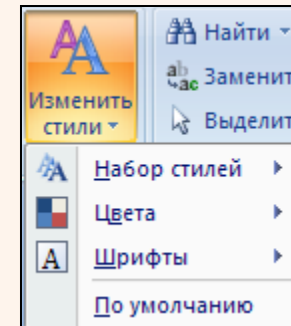 Найти
Заменит
Выделит
Изменить
стили
Набор стилей
Цвета
Шрифты
По умолчанию